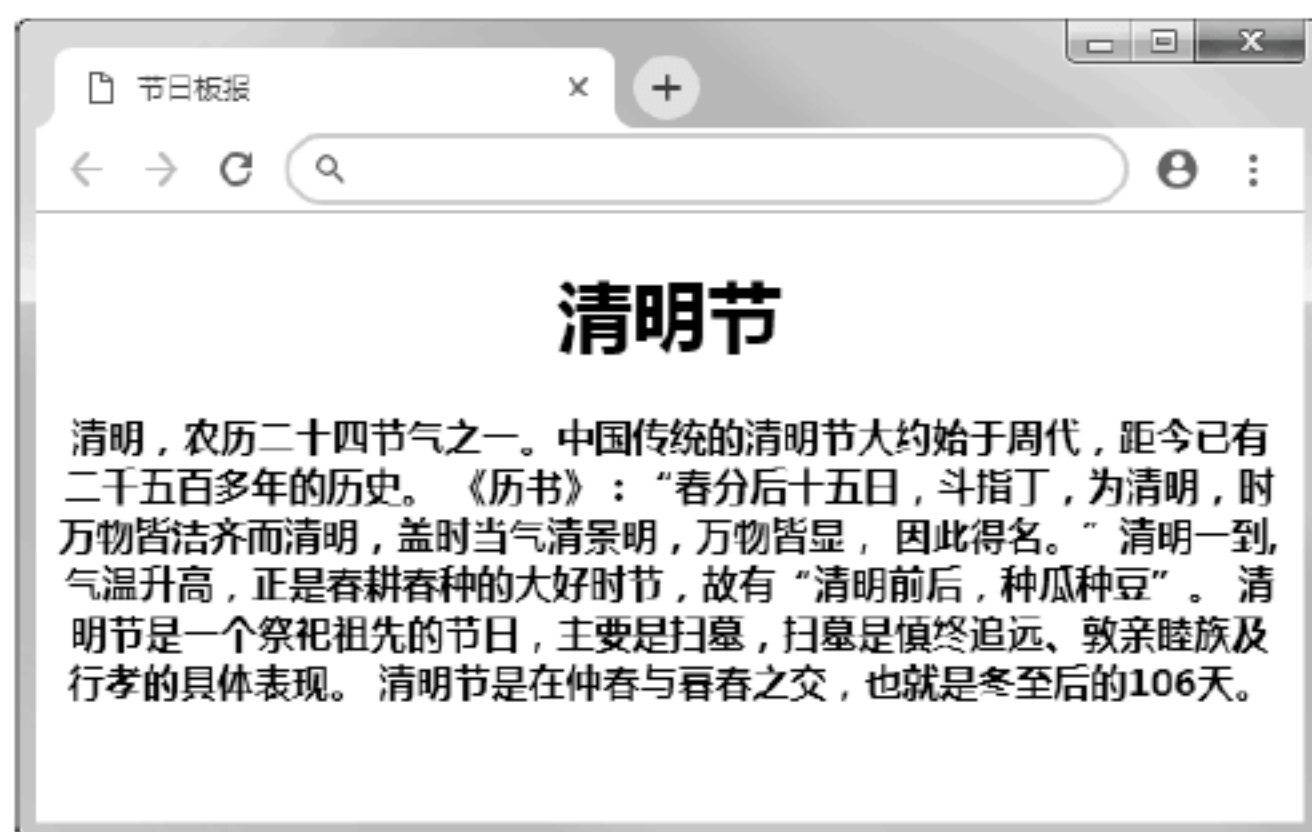 节日板报
清明节
清明，农历二十四节气之一。中国传统的清明节大约始于周代，距今已有
二千五百多年的历史。 《历书》：“春分后十五日，斗指丁，为清明，时
万物皆洁齐而清明，盖时当气清景明，万物皆显， 因此得名。” 清明一到,
气温升高，正是春耕春种的大好时节，故有“清明前后，种瓜种豆”。 清
明节是一个祭祀祖先的节日，主要是扫墓，扫墓是慎终追远、敦亲睦族及
行孝的具体表现。 清明节是在仲春与暮春之交，也就是冬至后的106天。